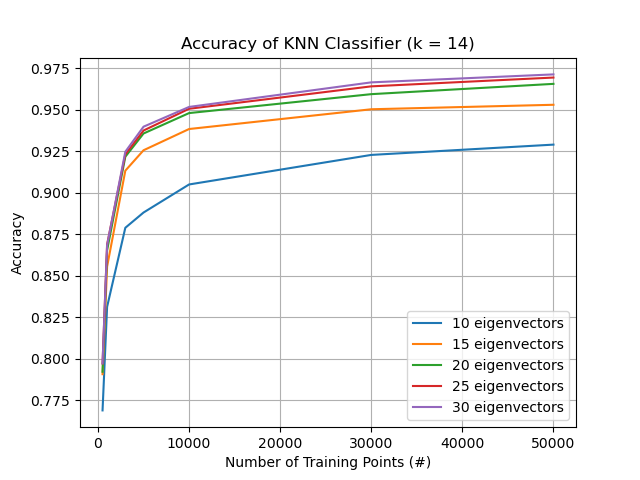 Accuracy of KNN Classifier (k = 14)
0.975
0.950
0.925
0.900
0.875
0.850
0.825
0.800
0.775
Accuracy
10 eigenvectors
15 eigenvectors
20 eigenvectors
25 eigenvectors
30 eigenvectors
0 10000 20000 30000 40000 50000
Number of Training Points (#)